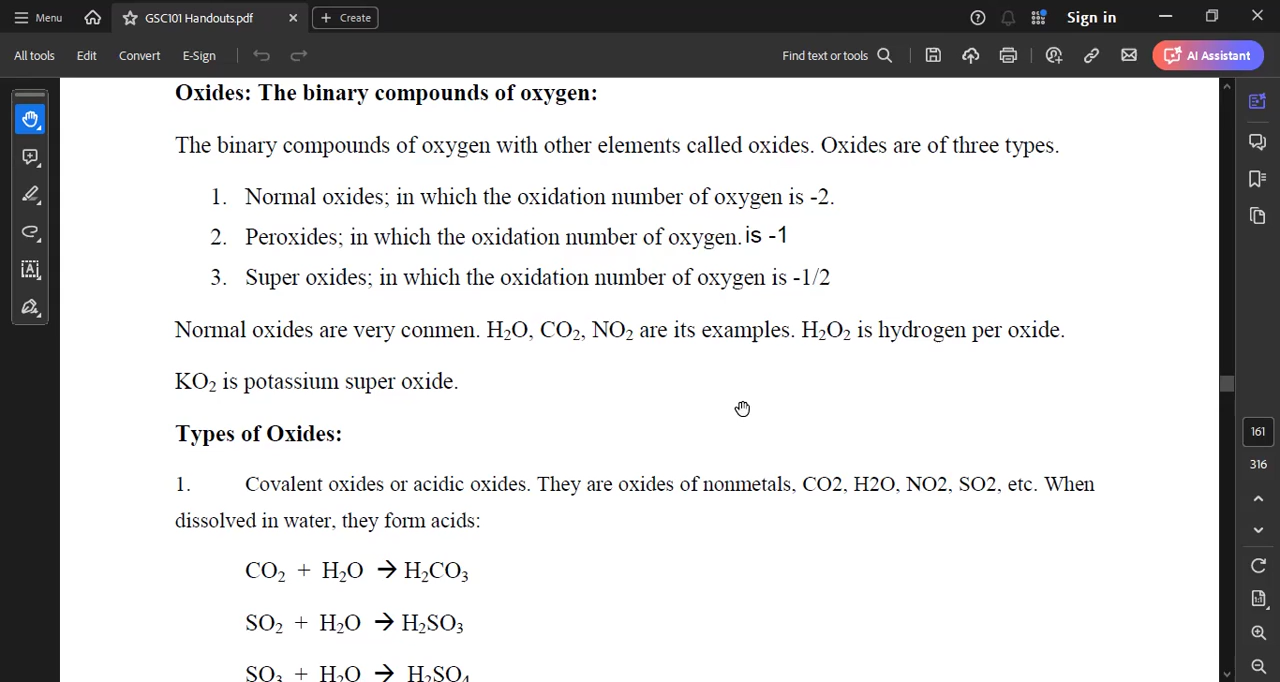 Menu
GSC101 Handouts.pdf
Create
Sign in
All tools Edit Convert E-Sign
Find text or tools
AI Assistant
Oxides: The binary compounds of oxygen:
The binary compounds of oxygen with other elements called oxides. Oxides are of three types.
1. Normal oxides; in which the oxidation number of oxygen is -2.
2. Peroxides; in which the oxidation number of oxygen. is -1
3. Super oxides; in which the oxidation number of oxygen is -1/2
Normal oxides are very conmen. H₂O, CO₂, NO₂ are its examples. H₂O₂ is hydrogen per oxide.
KO₂ is potassium super oxide.
Types of Oxides:
1. Covalent oxides or acidic oxides. They are oxides of nonmetals, CO2, H2O, NO2, SO2, etc. When
dissolved in water, they form acids:
CO₂ + H₂O → H₂CO₃
SO₂ + H₂O → H₂SO₃
SO₃ + H₂O → H₂SO₄
161
316